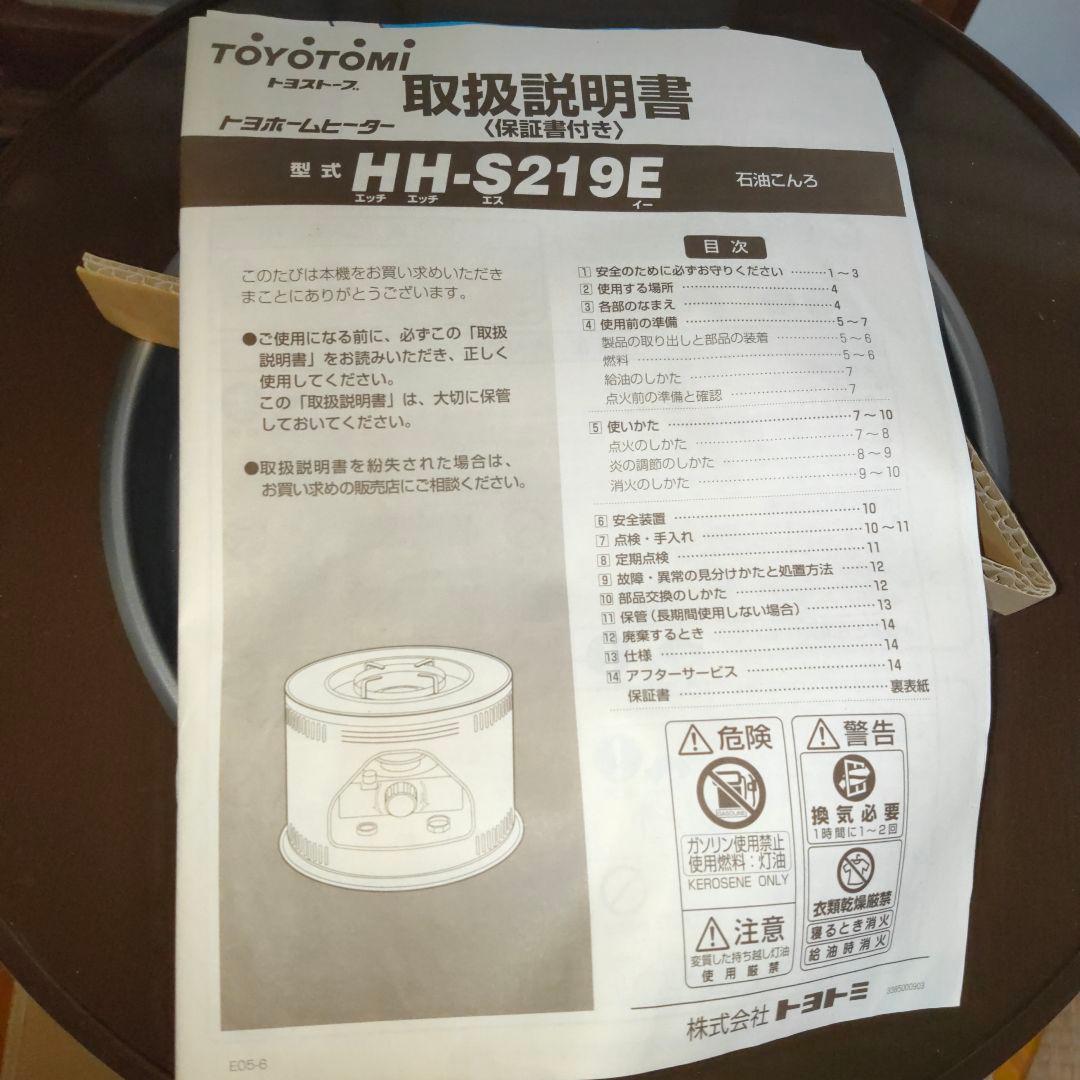 TOYOTOMI
トヨストーブ
取扱説明書
〈保証書付き〉
トヨホームヒーター
型式 HH-S219E 石油こんろ
エッチ エッチ エス イー
このたびは本機をお買い求めいただき
まことにありがとうございます。
●ご使用になる前に、必ずこの「取扱
説明書」をお読みいただき、正しく
使用してください。
この「取扱説明書」は、大切に保管
しておいてください。
●取扱説明書を紛失された場合は、
お買い求めの販売店にご相談ください。
目次
1 安全のために必ずお守りください ………1～3
2 使用する場所 ………4
3 各部のなまえ ………4
4 使用前の準備 ………5～7
製品の取り出しと部品の装着 ………5～6
燃料 ………5～6
給油のしかた ………7
点火前の準備と確認 ………7
5 使いかた ………7～10
点火のしかた ………7～8
炎の調節のしかた ………8～9
消火のしかた ………9～10
6 安全装置 ………10
7 点検・手入れ ………10～11
8 定期点検 ………11
9 故障・異常の見分けかたと処置方法 ……12
10 部品交換のしかた ………12
11 保管（長期間使用しない場合） ………13
12 廃棄するとき ………14
13 仕様 ………14
14 アフターサービス ………14
保証書 ………裏表紙
危険
GASOLINE
ガソリン使用禁止
使用燃料：灯油
KEROSENE ONLY
注意
変質した持ち越し灯油
使用厳禁
警告
換気必要
1時間に1～2回
衣類乾燥厳禁
寝るとき消火
給油時消火
株式会社 トヨトミ
3385000903
E05-6